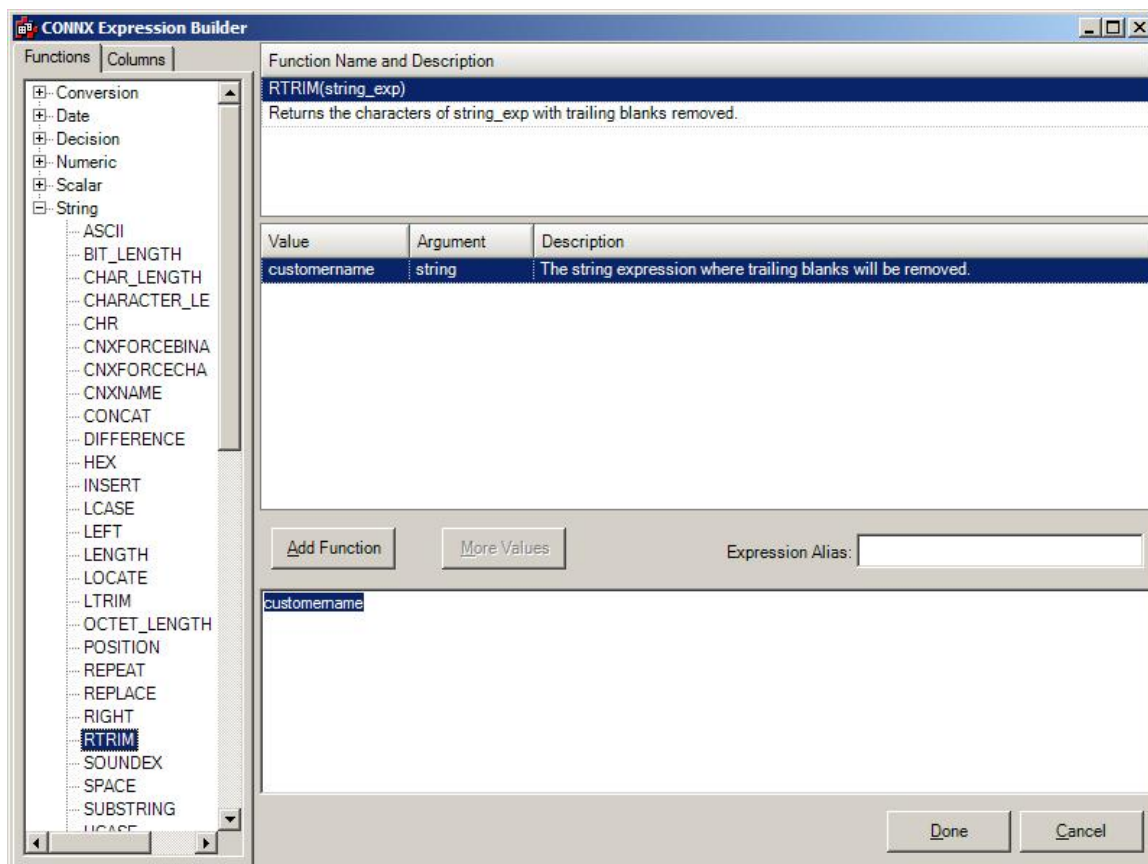 CONNX Expression Builder
Functions Columns
Conversion
Date
Decision
Numeric
Scalar
String
ASCII
BIT_LENGTH
CHAR_LENGTH
CHARACTER_LE
CHR
CNXFORCEBINA
CNXFORCECHA
CNXNAME
CONCAT
DIFFERENCE
HEX
INSERT
LCASE
LEFT
LENGTH
LOCATE
LTRIM
OCTET_LENGTH
POSITION
REPEAT
REPLACE
RIGHT
RTRIM
SOUNDEX
SPACE
SUBSTRING
UCASE
Function Name and Description
RTRIM(string_exp)
Returns the characters of string_exp with trailing blanks removed.
Value Argument Description
customername string The string expression where trailing blanks will be removed.
Add Function More Values Expression Alias:
customername
Done Cancel